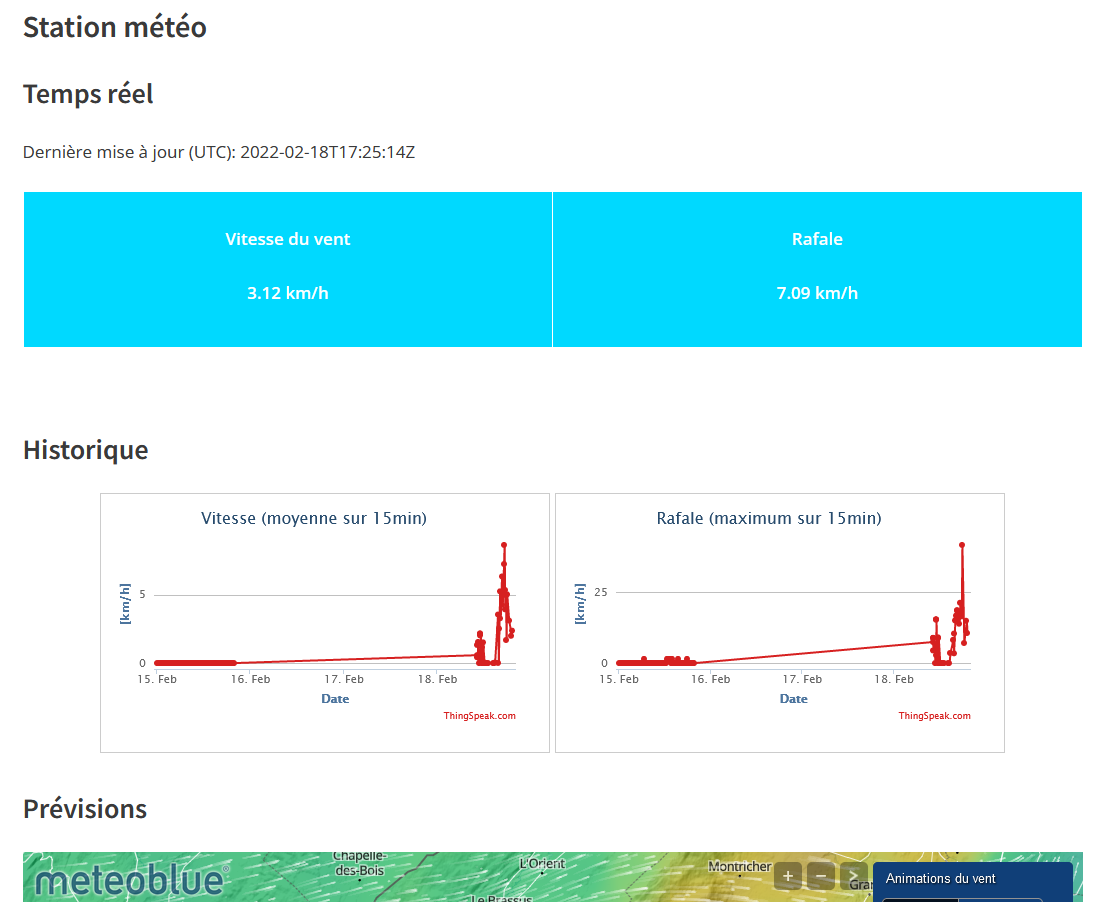 Station météo
Temps réel
Dernière mise à jour (UTC): 2022-02-18T17:25:14Z
Vitesse du vent
Rafale
3.12 km/h
7.09 km/h
Historique
Vitesse (moyenne sur 15min)
[km/h]
5
0
15. Feb
16. Feb
17. Feb
18. Feb
Date
ThingSpeak.com
Rafale (maximum sur 15min)
[km/h]
25
0
15. Feb
16. Feb
17. Feb
18. Feb
Date
ThingSpeak.com
Prévisions
meteoblue®
Chapelle-
des-Bois
L'Orient
Le Brassus
Montricher
+
−
>
Animations du vent